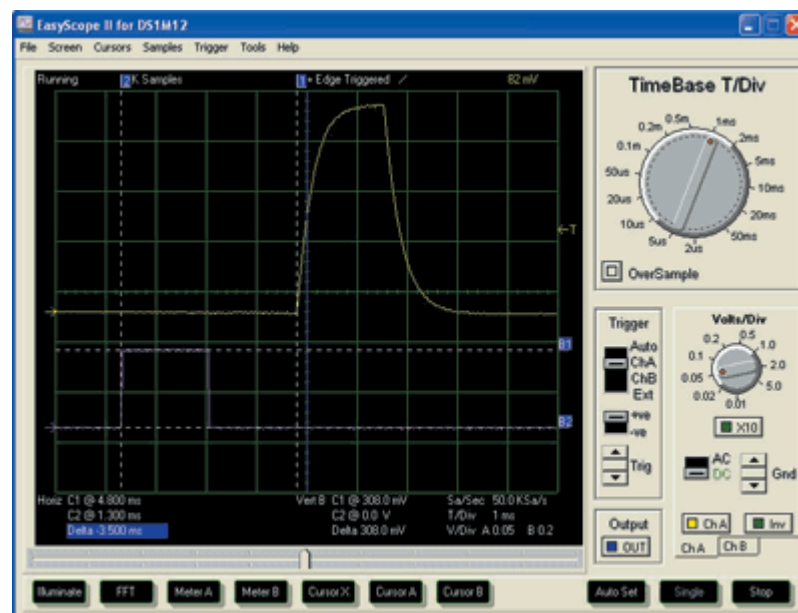 EasyScope II for DS1M12
File Screen Cursors Samples Trigger Tools Help
Running 2 K Samples 1 + Edge Triggered / 82 mV
T
B1
B2
Horiz C1 @ 4.800 ms
C2 @ 1.300 ms
Delta -3.500 ms
Vert B C1 @ 308.0 mV
C2 @ 0.0 V
Delta 308.0 mV
Sa/Sec 50.0 KSa/s
T/Div 1 ms
V/Div A 0.05 B 0.2
TimeBase T/Div
0.5m 1ms
0.2m 2ms
0.1m 5ms
50us 10ms
20us 20ms
10us 50ms
5us 2us
OverSample
Trigger
Auto
ChA
ChB
Ext
+ve
-ve
Trig
Output
OUT
Volts/Div
0.2 0.5
0.1 1.0
0.05 2.0
0.02 5.0
0.01
X10
AC
DC
Gnd
Ch A Inv
Ch A Ch B
Illuminate FFT Meter A Meter B Cursor X Cursor A Cursor B Auto Set Single Stop